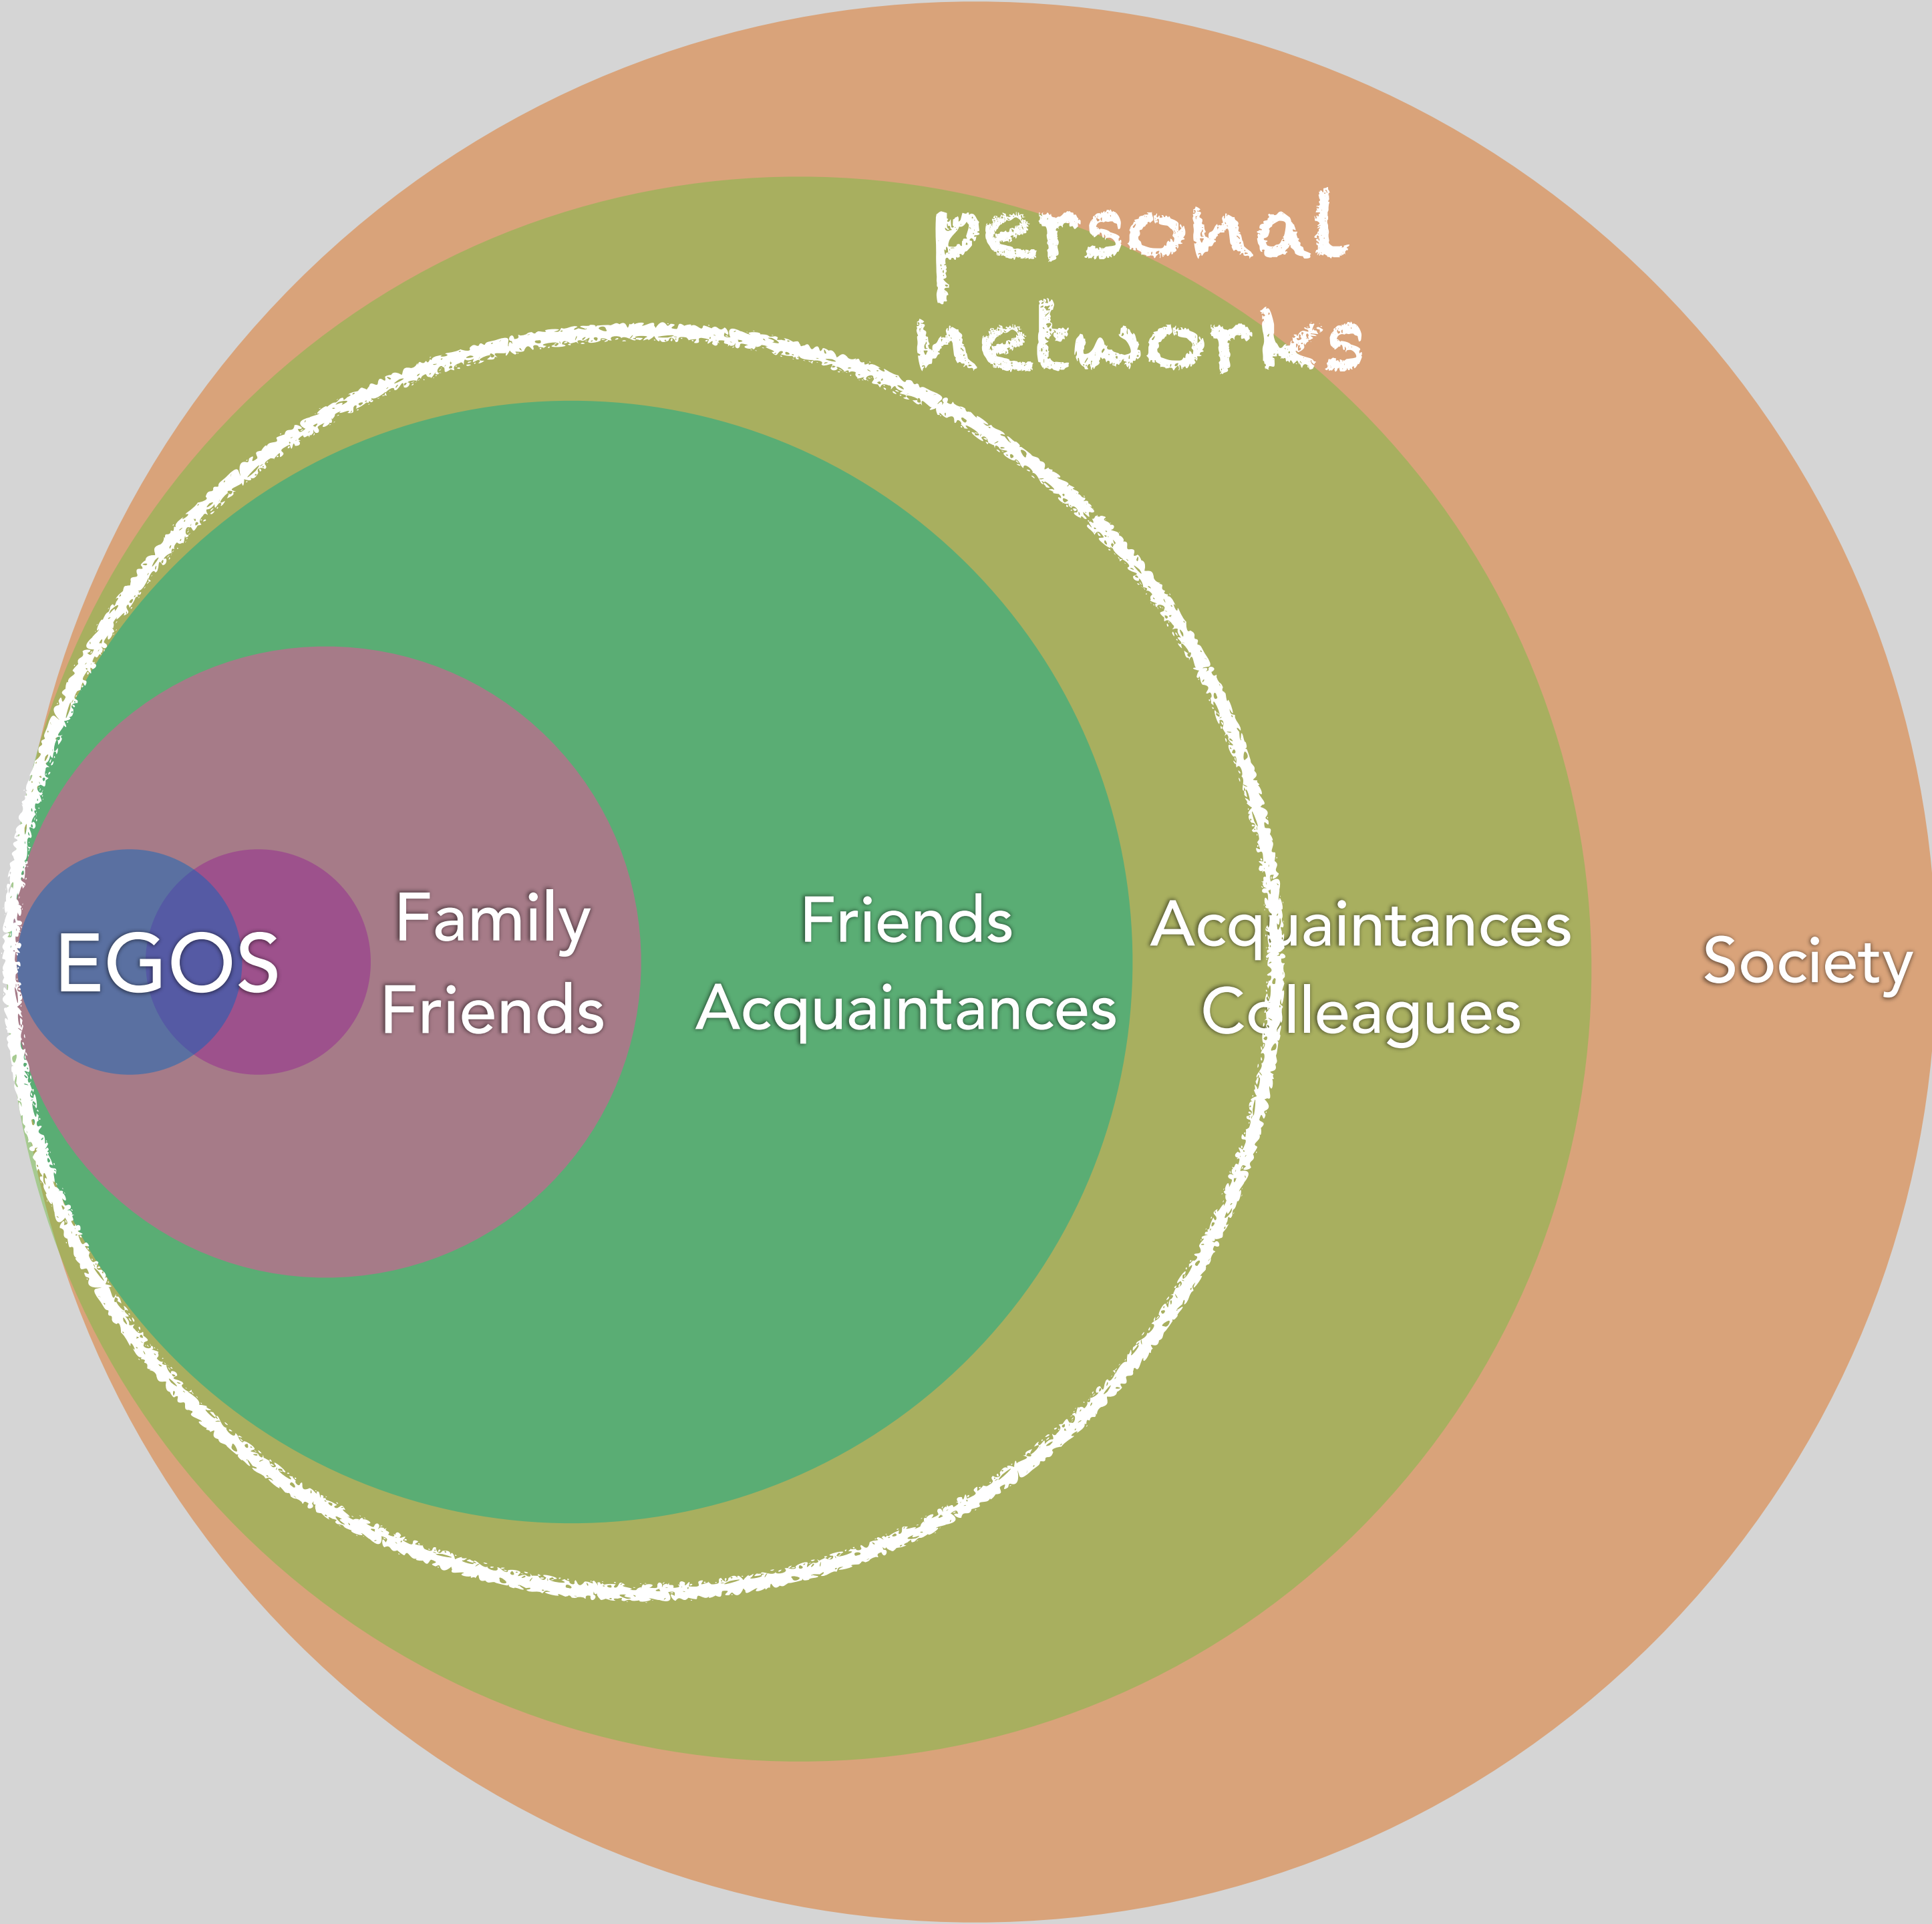 personal
networks
EGOS
Family
Friends
Friends
Acquaintances
Acquaintances
Colleagues
Society